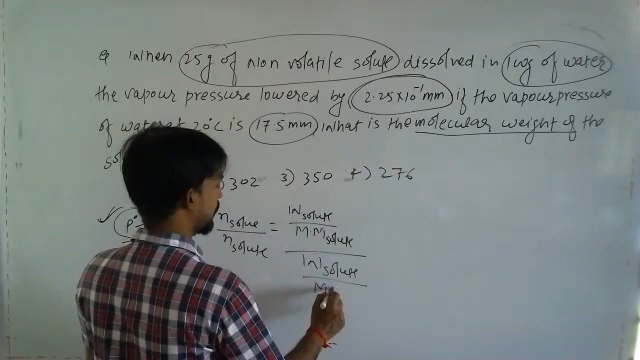 Q When 25g of non volatile solute dissolved in 1kg of water
the vapour pressure lowered by 2.25×10⁻¹mm if the vapour pressure
of water at 20°C is 17.5mm What is the molecular weight of the
302 3) 350 4) 276
✓ P° n solue / n solute = W solute / M.M solute
W solute / M